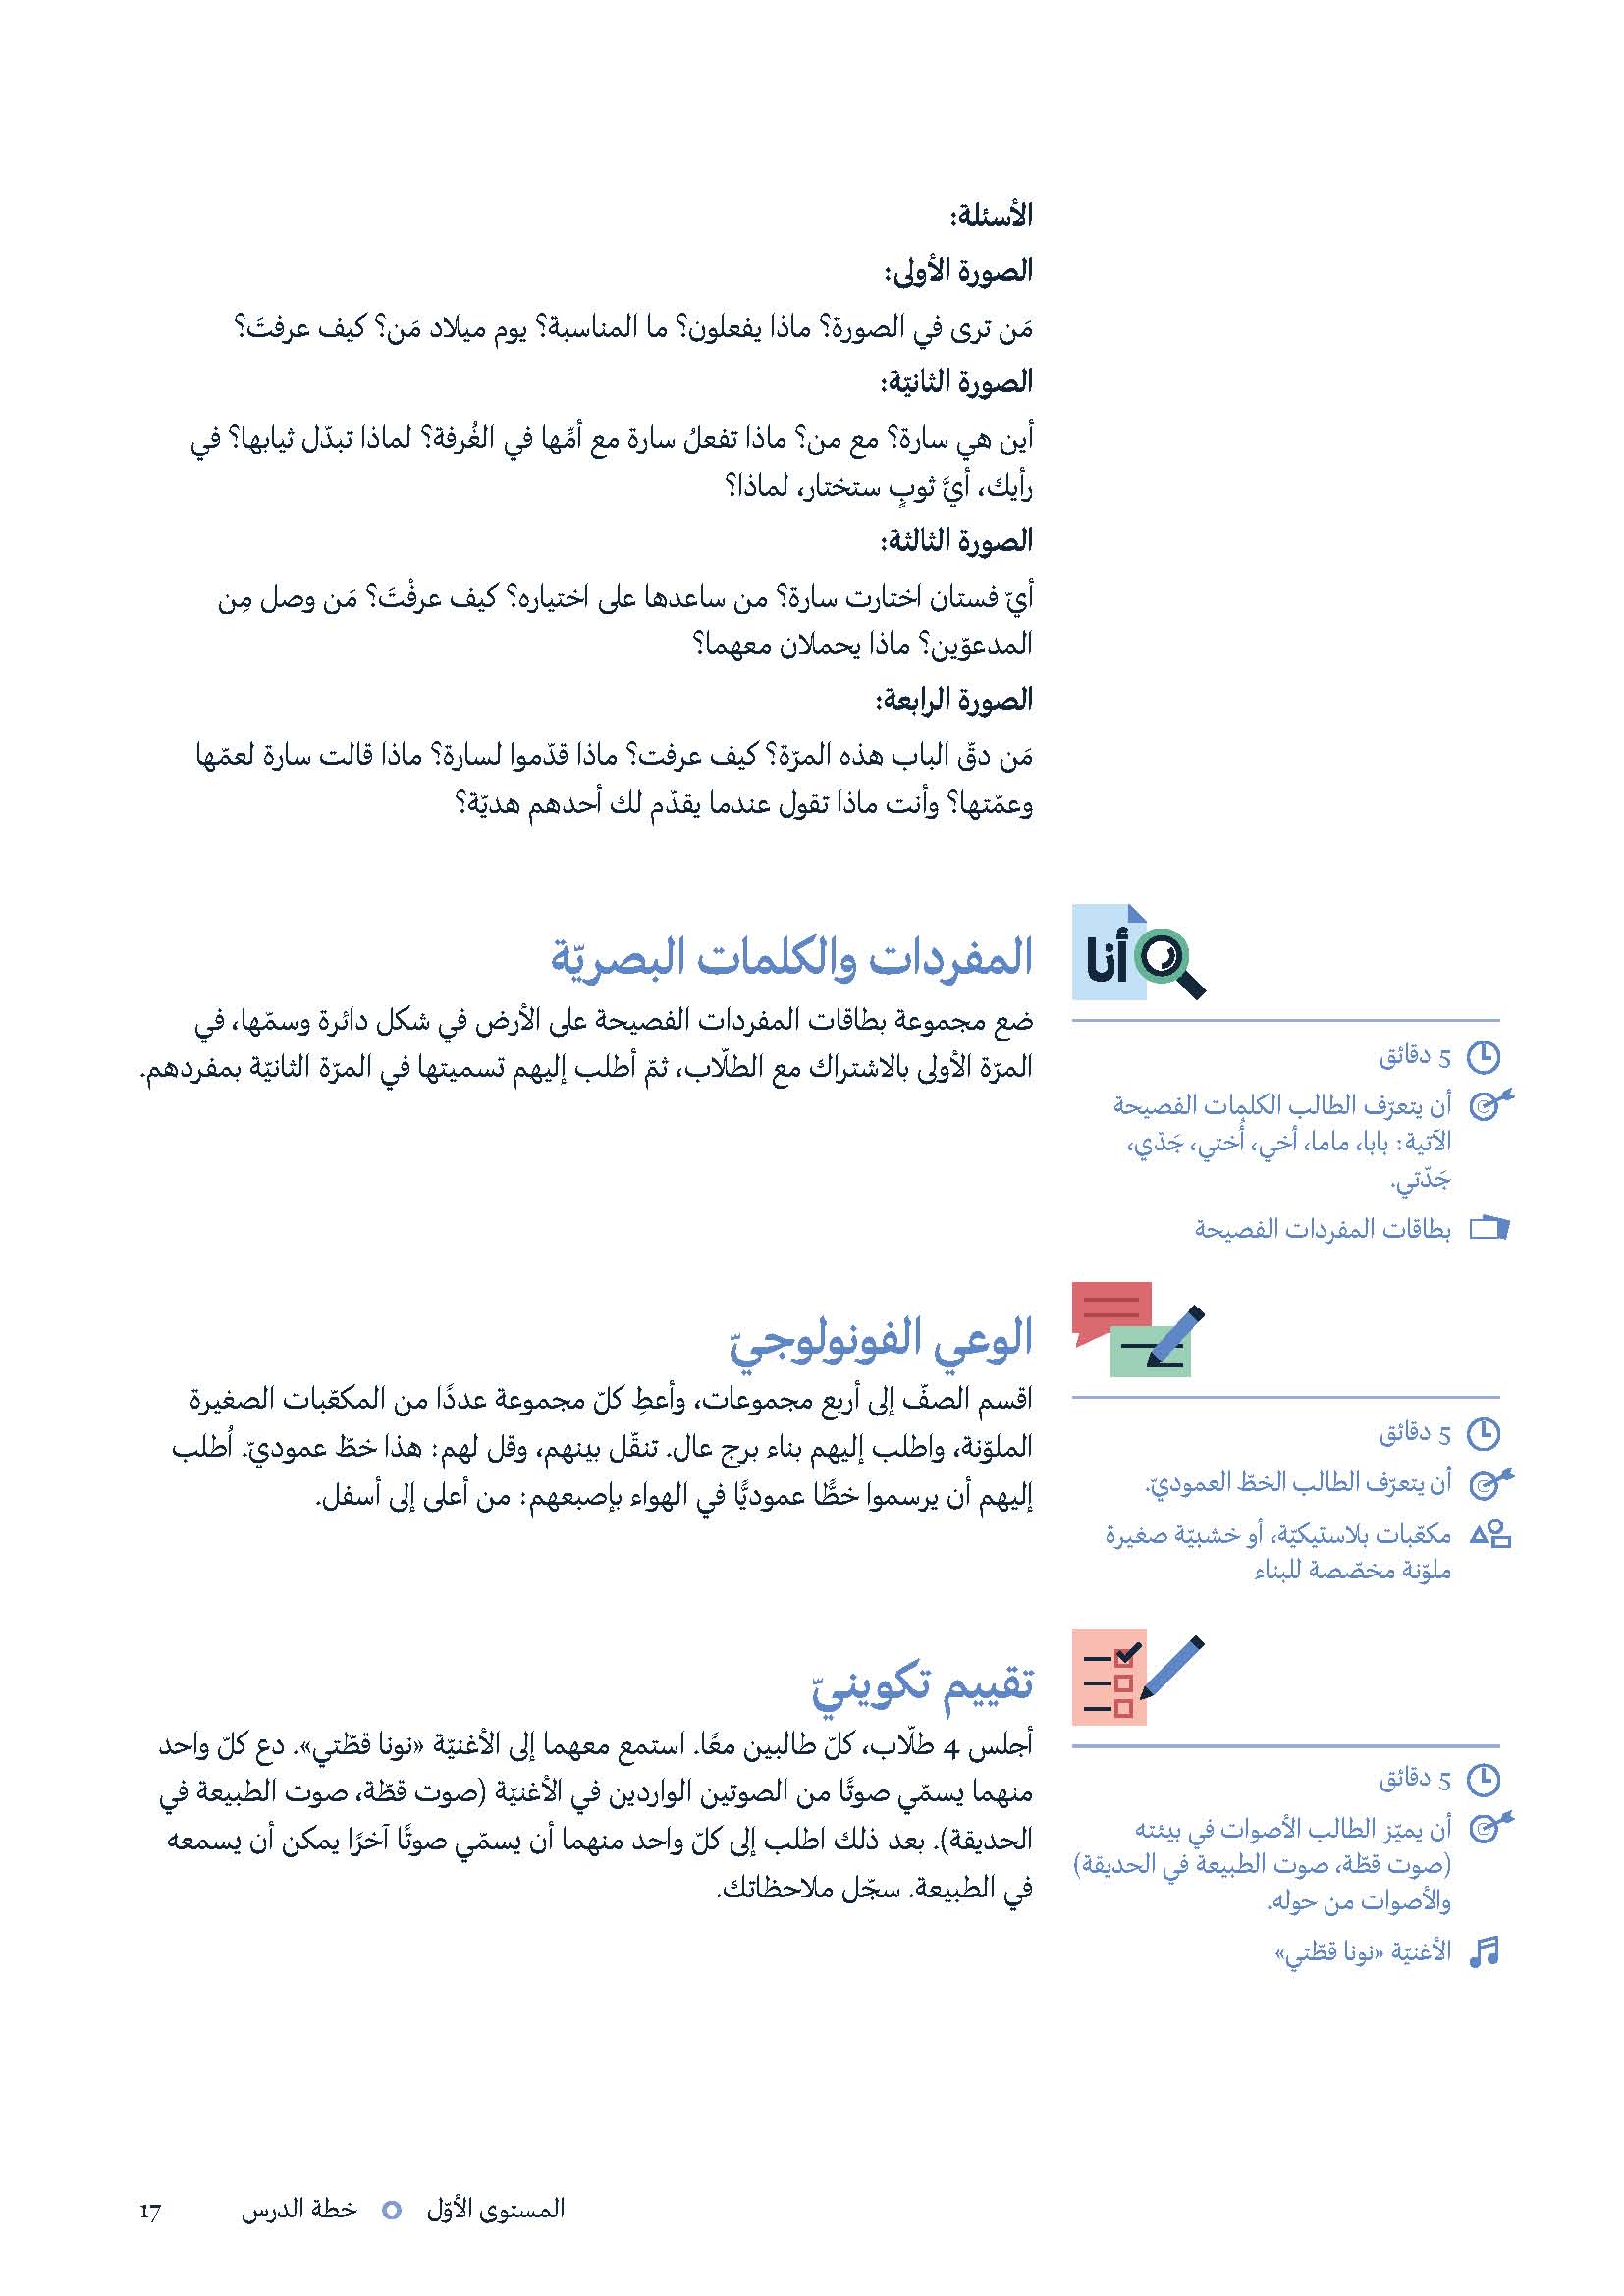 الأسئلة:
الصورة الأولى:
مَن ترى في الصورة؟ ماذا يفعلون؟ ما المناسبة؟ يوم ميلاد مَن؟ كيف عرفتَ؟
الصورة الثانيّة:
أين هي سارة؟ مع من؟ ماذا تفعلُ سارة مع أمِّها في الغُرفة؟ لماذا تبدّل ثيابها؟ في
رأيك، أيَّ ثوبٍ ستختار، لماذا؟
الصورة الثالثة:
أيّ فستان اختارت سارة؟ من ساعدها على اختياره؟ كيف عرفْتَ؟ مَن وصل مِن
المدعوّين؟ ماذا يحملان معهما؟
الصورة الرابعة:
مَن دقّ الباب هذه المرّة؟ كيف عرفت؟ ماذا قدّموا لسارة؟ ماذا قالت سارة لعمّها
وعمّتها؟ وأنت ماذا تقول عندما يقدّم لك أحدهم هديّة؟
أنا
المفردات والكلمات البصريّة
ضع مجموعة بطاقات المفردات الفصيحة على الأرض في شكل دائرة وسمّها، في
المرّة الأولى بالاشتراك مع الطلّاب، ثمّ أطلب إليهم تسميتها في المرّة الثانيّة بمفردهم.
5 دقائق
أن يتعرّف الطالب الكلمات الفصيحة
الآتية: بابا، ماما، أخي، أُختي، جَدّي،
جَدّتي.
بطاقات المفردات الفصيحة
الوعي الفونولوجيّ
اقسم الصفّ إلى أربع مجموعات، وأعطِ كلّ مجموعة عددًا من المكعّبات الصغيرة
الملوّنة، واطلب إليهم بناء برج عال. تنقّل بينهم، وقل لهم: هذا خطّ عموديّ. اُطلب
إليهم أن يرسموا خطًّا عموديًّا في الهواء بإصبعهم: من أعلى إلى أسفل.
5 دقائق
أن يتعرّف الطالب الخطّ العموديّ.
مكعّبات بلاستيكيّة، أو خشبيّة صغيرة
ملوّنة مخصّصة للبناء
تقييم تكوينيّ
أجلس 4 طلّاب، كلّ طالبين معًا. استمع معهما إلى الأغنيّة «نونا قطّتي». دع كلّ واحد
منهما يسمّي صوتًا من الصوتين الواردين في الأغنيّة (صوت قطّة، صوت الطبيعة في
الحديقة). بعد ذلك اطلب إلى كلّ واحد منهما أن يسمّي صوتًا آخرًا يمكن أن يسمعه
في الطبيعة. سجّل ملاحظاتك.
5 دقائق
أن يميّز الطالب الأصوات في بيئته
(صوت قطّة، صوت الطبيعة في الحديقة)
والأصوات من حوله.
الأغنيّة «نونا قطّتي»
المستوى الأوّل خطة الدرس 17